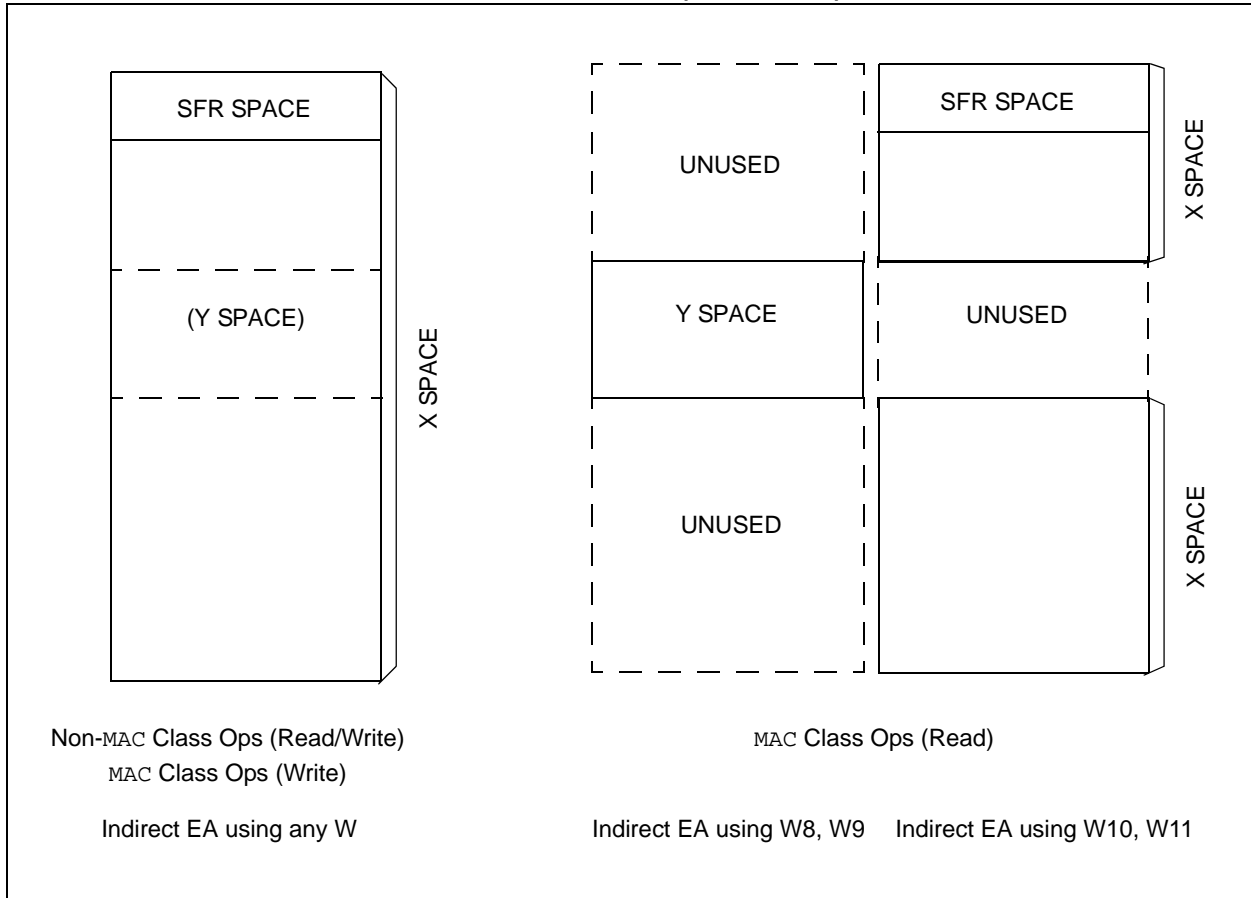 SFR SPACE
(Y SPACE)
X SPACE
Non-MAC Class Ops (Read/Write)
MAC Class Ops (Write)
Indirect EA using any W
UNUSED
Y SPACE
UNUSED
SFR SPACE
UNUSED
X SPACE
X SPACE
MAC Class Ops (Read)
Indirect EA using W8, W9
Indirect EA using W10, W11